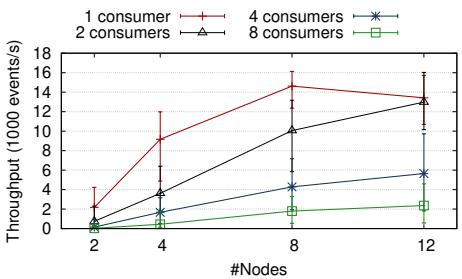 1 consumer 4 consumers
2 consumers 8 consumers
Throughput (1000 events/s)
18
16
14
12
10
8
6
4
2
0
2 4 8 12
#Nodes